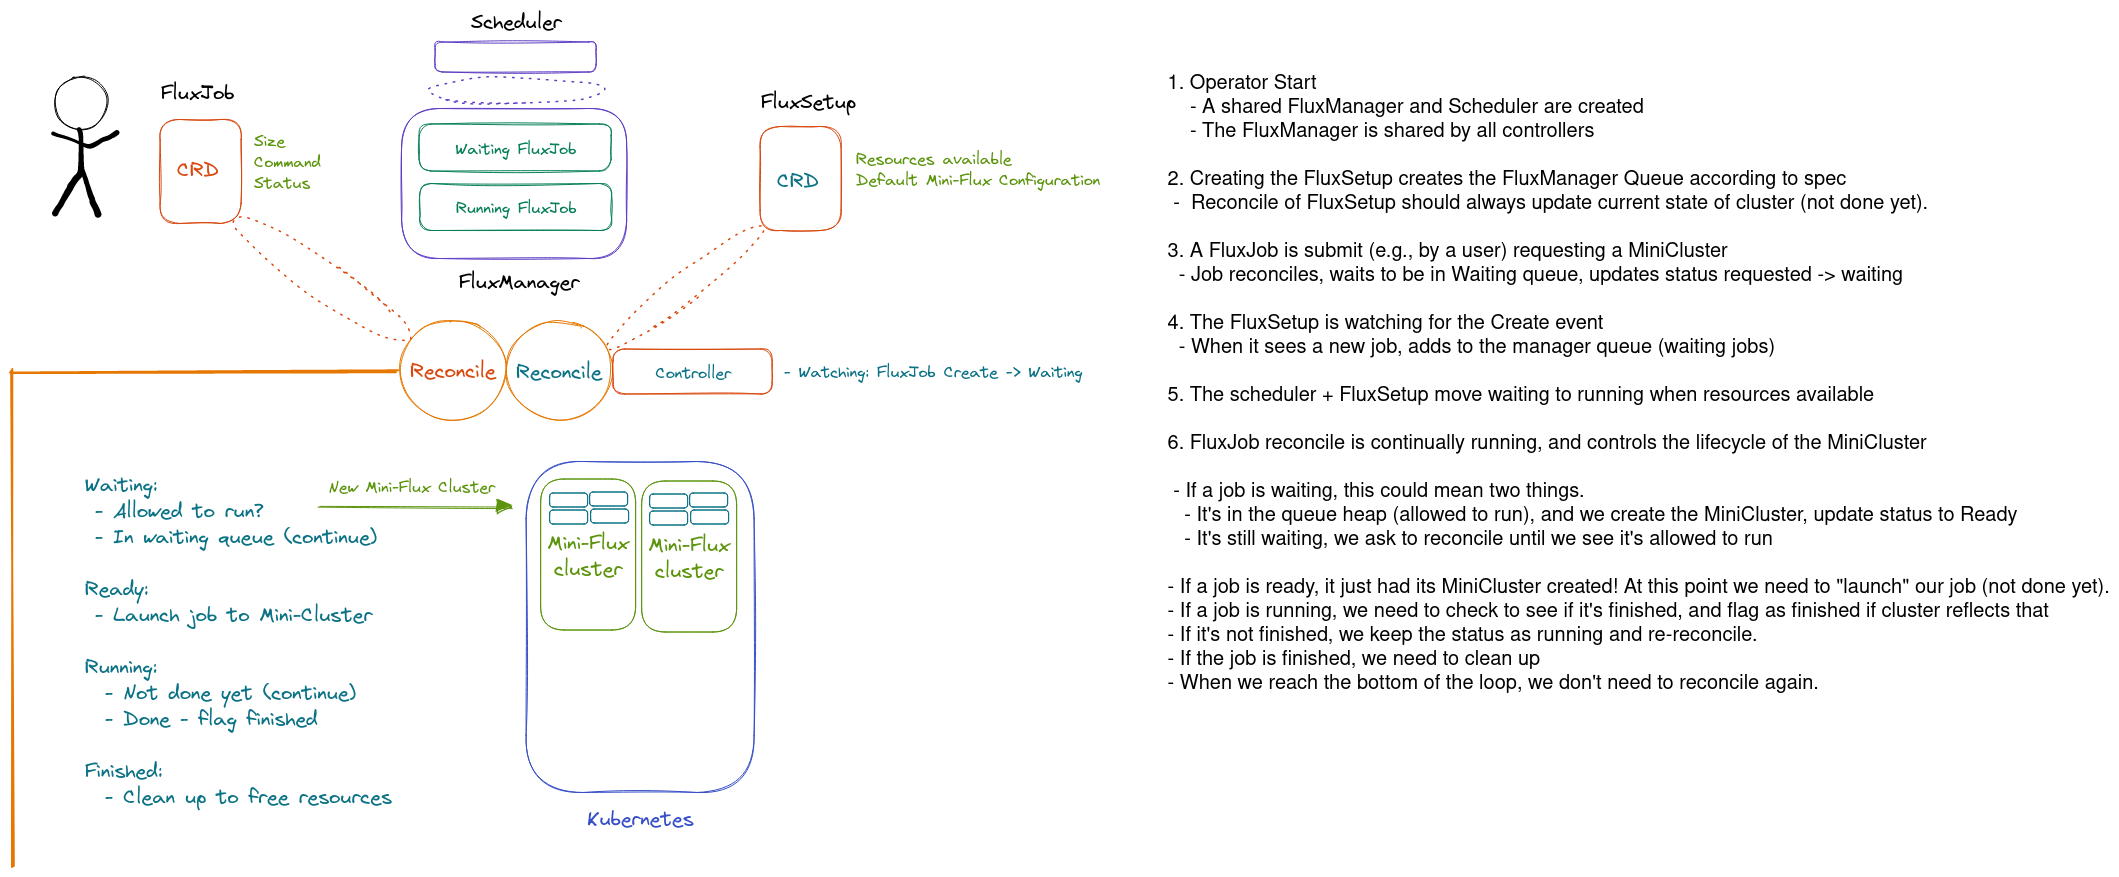 Scheduler
FluxJob
CRD
Size
Command
Status
Waiting FluxJob
Running FluxJob
FluxManager
FluxSetup
CRD
Resources available
Default Mini-Flux Configuration
Reconcile
Reconcile
Controller
- Watching: FluxJob Create -> Waiting
Waiting:
- Allowed to run?
- In waiting queue (continue)
Ready:
- Launch job to Mini-Cluster
Running:
- Not done yet (continue)
- Done - flag finished
Finished:
- Clean up to free resources
New Mini-Flux Cluster
Mini-Flux
cluster
Mini-Flux
cluster
Kubernetes
1. Operator Start
- A shared FluxManager and Scheduler are created
- The FluxManager is shared by all controllers
2. Creating the FluxSetup creates the FluxManager Queue according to spec
- Reconcile of FluxSetup should always update current state of cluster (not done yet).
3. A FluxJob is submit (e.g., by a user) requesting a MiniCluster
- Job reconciles, waits to be in Waiting queue, updates status requested -> waiting
4. The FluxSetup is watching for the Create event
- When it sees a new job, adds to the manager queue (waiting jobs)
5. The scheduler + FluxSetup move waiting to running when resources available
6. FluxJob reconcile is continually running, and controls the lifecycle of the MiniCluster
- If a job is waiting, this could mean two things.
- It's in the queue heap (allowed to run), and we create the MiniCluster, update status to Ready
- It's still waiting, we ask to reconcile until we see it's allowed to run
- If a job is ready, it just had its MiniCluster created! At this point we need to "launch" our job (not done yet).
- If a job is running, we need to check to see if it's finished, and flag as finished if cluster reflects that
- If it's not finished, we keep the status as running and re-reconcile.
- If the job is finished, we need to clean up
- When we reach the bottom of the loop, we don't need to reconcile again.